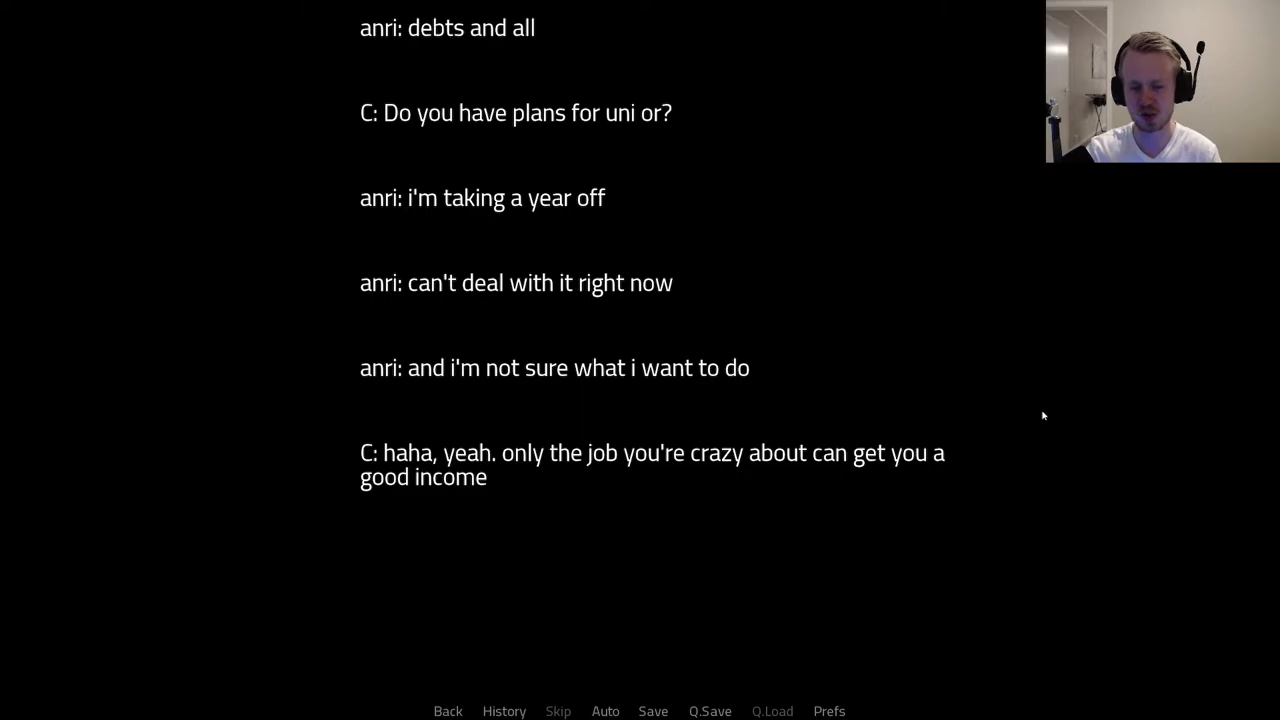 anri: debts and all
C: Do you have plans for uni or?
anri: i'm taking a year off
anri: can't deal with it right now
anri: and i'm not sure what i want to do
C: haha, yeah. only the job you're crazy about can get you a
good income
Back History Skip Auto Save Q.Save Q.Load Prefs